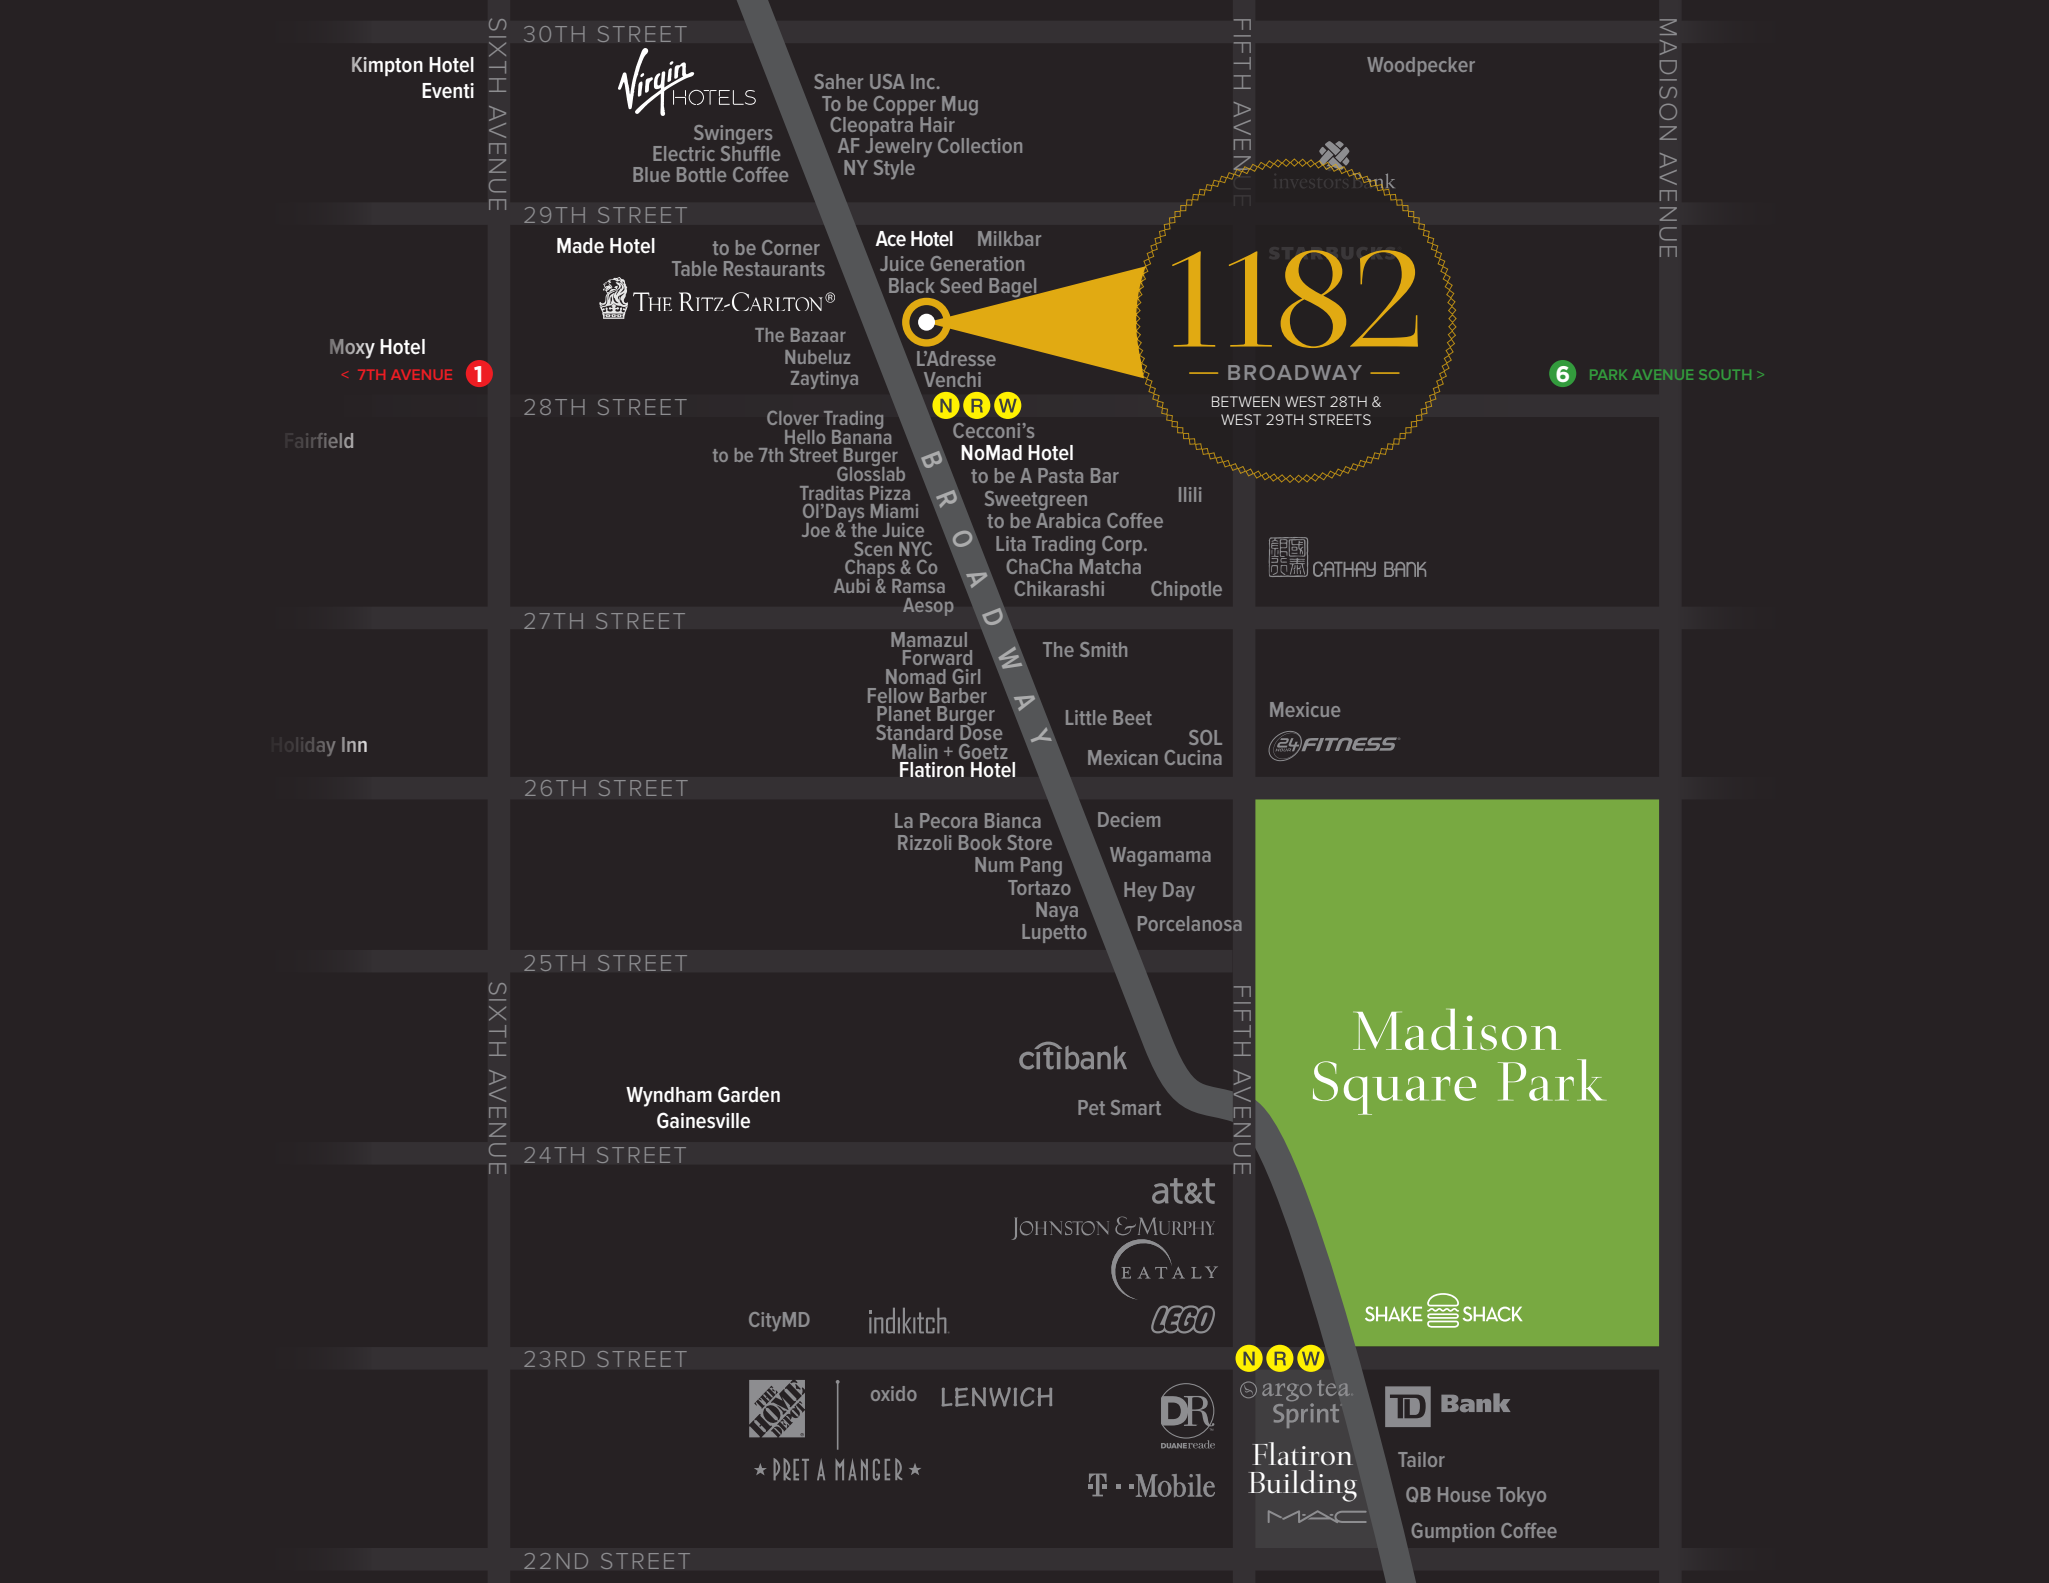 30TH STREET
SIXTH AVENUE
FIFTH AVENUE
MADISON AVENUE
Kimpton Hotel
Eventi
Virgin
HOTELS
Swingers
Electric Shuffle
Blue Bottle Coffee
Saher USA Inc.
To be Copper Mug
Cleopatra Hair
AF Jewelry Collection
NY Style
Woodpecker
investorsBank
29TH STREET
Made Hotel
to be Corner
Table Restaurants
THE RITZ-CARLTON®
The Bazaar
Nubeluz
Zaytinya
Ace Hotel Milkbar
Juice Generation
Black Seed Bagel
L'Adresse
Venchi
STARBUCKS
1182
BROADWAY
BETWEEN WEST 28TH &
WEST 29TH STREETS
Moxy Hotel
< 7TH AVENUE 1
6 PARK AVENUE SOUTH >
28TH STREET
N R W
Fairfield
Clover Trading
Hello Banana
to be 7th Street Burger
Glosslab
Traditas Pizza
Ol'Days Miami
Joe & the Juice
Scen NYC
Chaps & Co
Aubi & Ramsa
Aesop
BROADWAY
Cecconi's
NoMad Hotel
to be A Pasta Bar
Sweetgreen
Ilili
to be Arabica Coffee
Lita Trading Corp.
ChaCha Matcha
Chikarashi
Chipotle
CATHAY BANK
27TH STREET
Holiday Inn
Mamazul
Forward
Nomad Girl
Fellow Barber
Planet Burger
Standard Dose
Malin + Goetz
Flatiron Hotel
The Smith
Little Beet
SOL
Mexican Cucina
Mexicue
24 HOUR FITNESS
26TH STREET
La Pecora Bianca
Rizzoli Book Store
Num Pang
Tortazo
Naya
Lupetto
Deciem
Wagamama
Hey Day
Porcelanosa
25TH STREET
SIXTH AVENUE
FIFTH AVENUE
Madison
Square Park
citibank
Pet Smart
Wyndham Garden
Gainesville
24TH STREET
at&t
JOHNSTON & MURPHY
EATALY
CityMD
indikitch
LEGO
SHAKE SHACK
23RD STREET
N R W
THE HOME DEPOT
oxido
LENWICH
PRET A MANGER
DR
DUANEreade
T-Mobile
argo tea
Sprint
Flatiron
Building
MAC
TD Bank
Tailor
QB House Tokyo
Gumption Coffee
22ND STREET